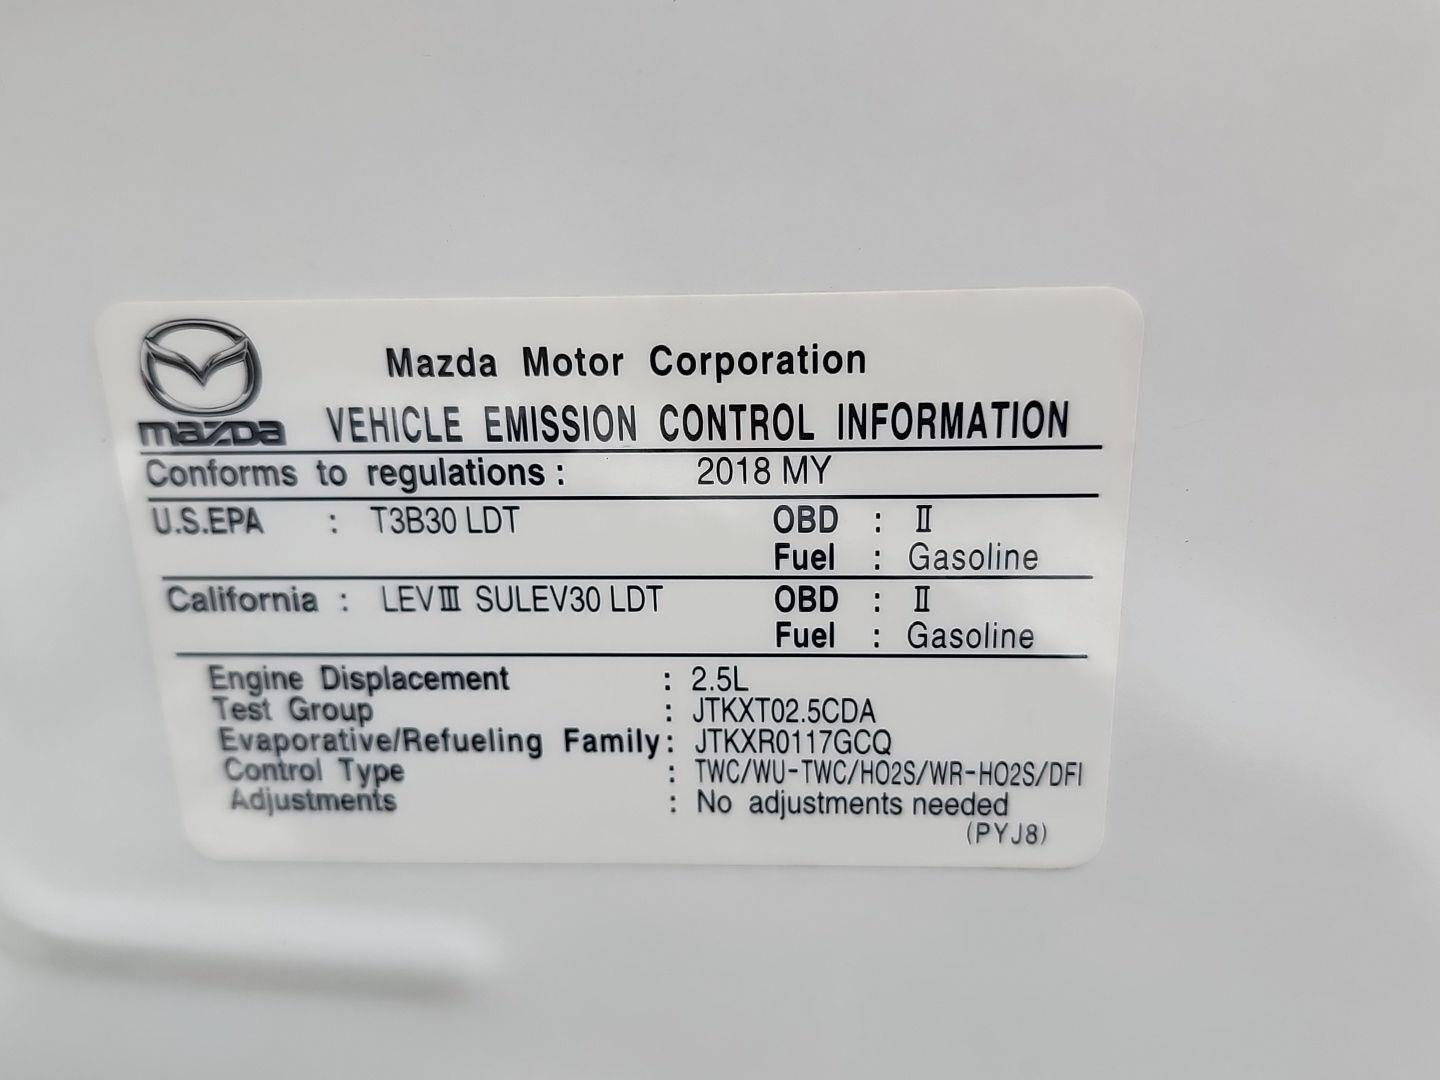 Mazda Motor Corporation
mazda VEHICLE EMISSION CONTROL INFORMATION
Conforms to regulations : 2018 MY
U.S.EPA : T3B30 LDT OBD : Ⅱ
Fuel : Gasoline
California : LEVⅢ SULEV30 LDT OBD : Ⅱ
Fuel : Gasoline
Engine Displacement : 2.5L
Test Group : JTKXT02.5CDA
Evaporative/Refueling Family : JTKXR0117GCQ
Control Type : TWC/WU-TWC/HO2S/WR-HO2S/DFI
Adjustments : No adjustments needed
(PYJ8)